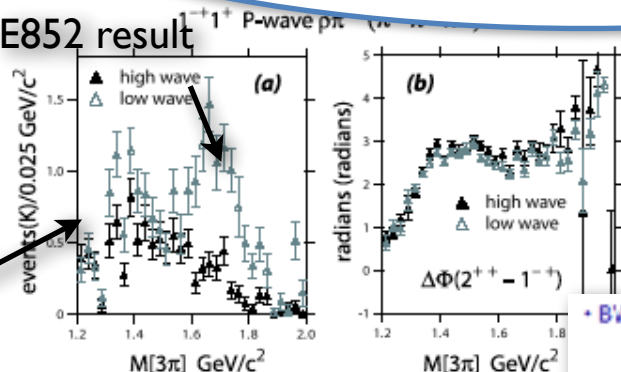 1⁻⁺1⁺ P-wave ρπ
E852 result
(a)
high wave
low wave
events(K)/0.025 GeV/c²
1.5
1.0
0.5
0
1.2 1.4 1.6 1.8 2.0
M[3π] GeV/c²
(b)
radians (radians)
5
4
3
2
1
0
-1
high wave
low wave
ΔΦ(2⁺⁺ – 1⁻⁺)
1.2 1.4 1.6 1.8
M[3π] GeV/c²